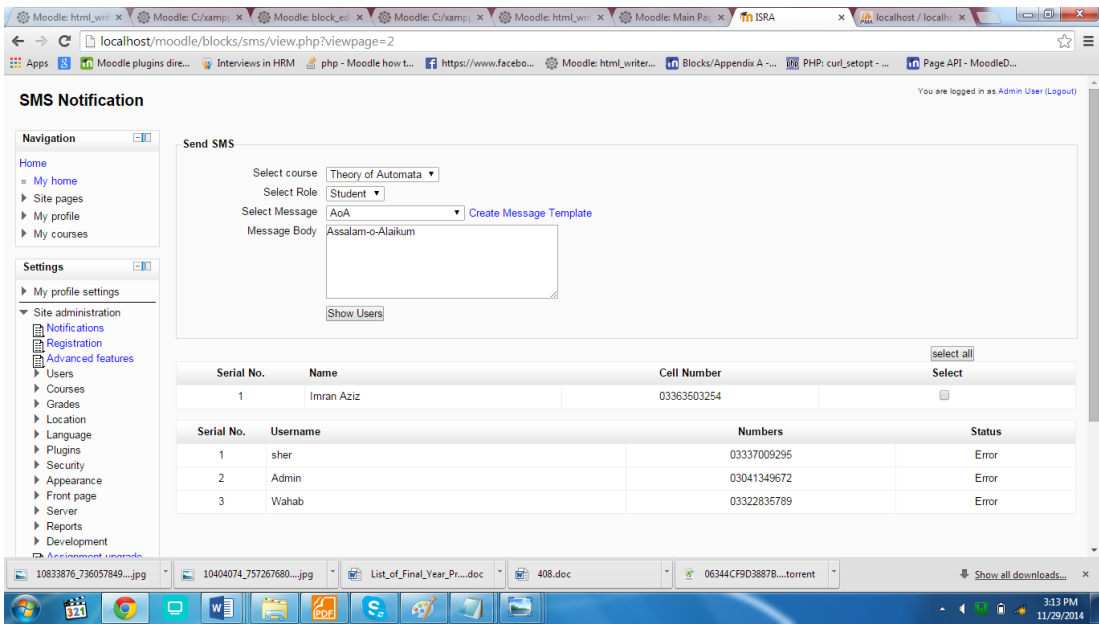 Moodle: html_wri
Moodle: C:/xamp
Moodle: block_ed
Moodle: C:/xamp
Moodle: html_wri
Moodle: Main Pag
ISRA
localhost / localho
localhost/moodle/blocks/sms/view.php?viewpage=2
Apps
Moodle plugins dire...
Interviews in HRM
php - Moodle how t...
https://www.facebo...
Moodle: html_writer...
Blocks/Appendix A -...
PHP: curl_setopt - ...
Page API - MoodleD...
SMS Notification
You are logged in as Admin User (Logout)
Navigation
Home
My home
Site pages
My profile
My courses
Settings
My profile settings
Site administration
Notifications
Registration
Advanced features
Users
Courses
Grades
Location
Language
Plugins
Security
Appearance
Front page
Server
Reports
Development
Assignment upgrade
Send SMS
Select course Theory of Automata
Select Role Student
Select Message AoA Create Message Template
Message Body Assalam-o-Alaikum
Show Users
select all
Serial No. Name Cell Number Select
1 Imran Aziz 03363503254
Serial No. Username Numbers Status
1 sher 03337009295 Error
2 Admin 03041349672 Error
3 Wahab 03322835789 Error
10833876_736057849....jpg
10404074_757267680....jpg
List_of_Final_Year_Pr....doc
408.doc
06344CF9D3887B....torrent
Show all downloads...
321
PDF
3:13 PM
11/29/2014